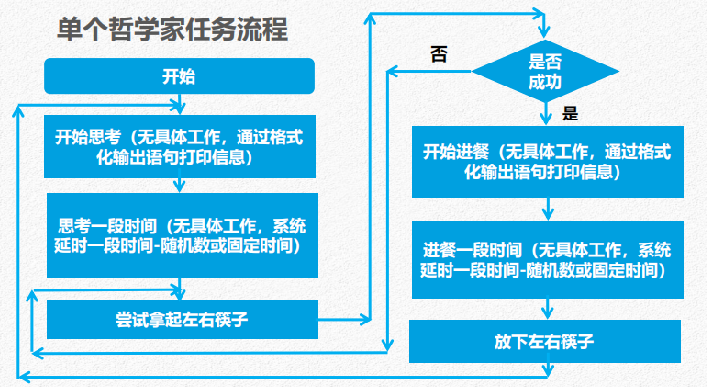 单个哲学家任务流程
开始
开始思考（无具体工作，通过格式
化输出语句打印信息）
思考一段时间（无具体工作，系统
延时一段时间-随机数或固定时间）
尝试拿起左右筷子
是否
成功
否
是
开始进餐（无具体工作，通过格式
化输出语句打印信息）
进餐一段时间（无具体工作，系统
延时一段时间-随机数或固定时间）
放下左右筷子